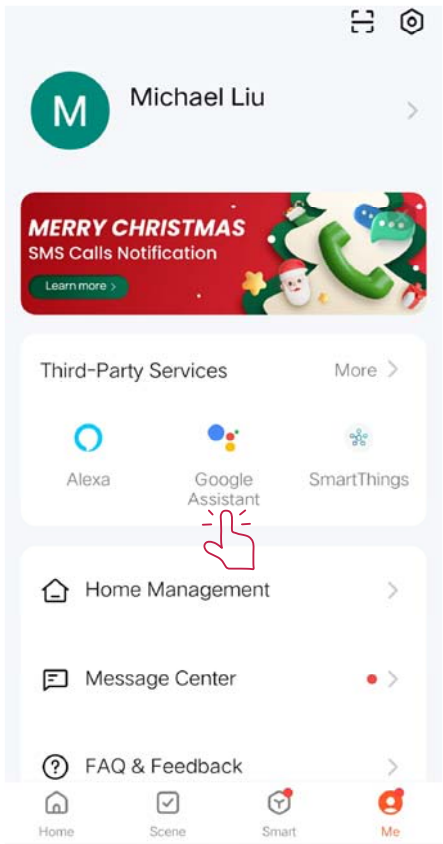 M
Michael Liu
MERRY CHRISTMAS
SMS Calls Notification
Learn more >
Third-Party Services
More >
Alexa
Google
Assistant
SmartThings
Home Management
Message Center
FAQ & Feedback
Home
Scene
Smart
Me